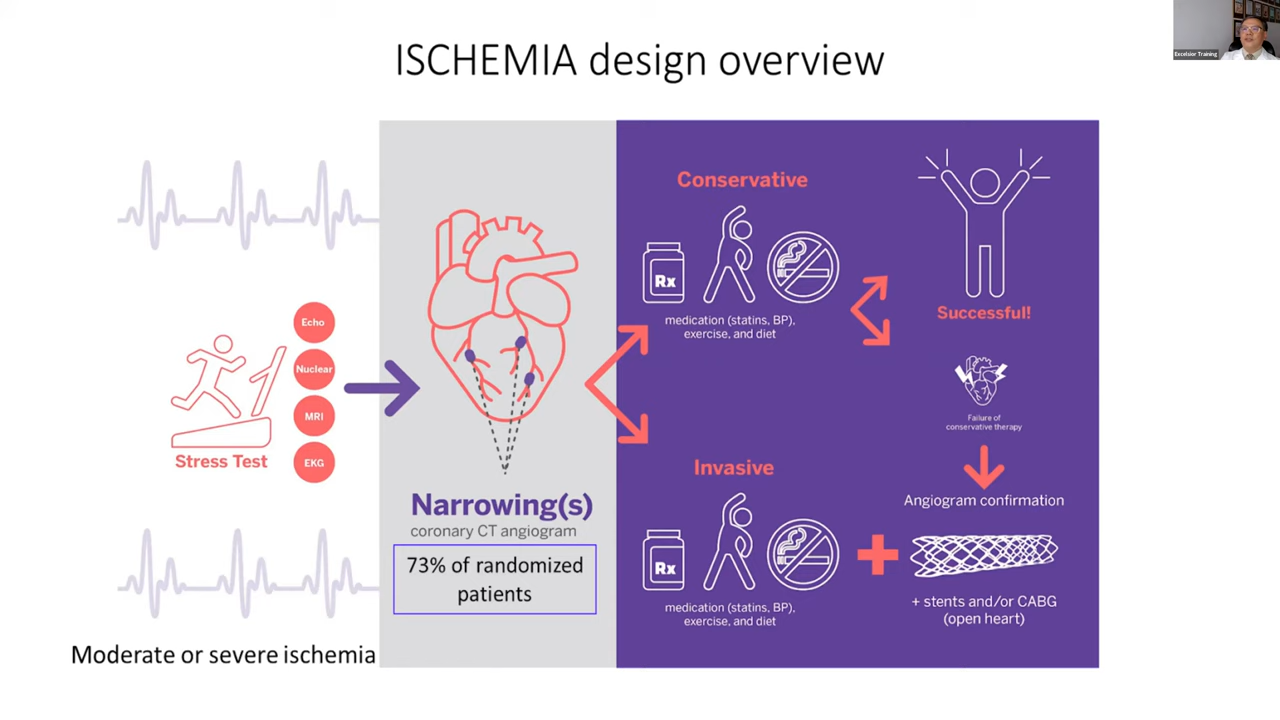 ISCHEMIA design overview
Excelsior Training
Echo
Nuclear
MRI
EKG
Stress Test
Moderate or severe ischemia
Narrowing(s)
coronary CT angiogram
73% of randomized
patients
Conservative
Rx
medication (statins, BP),
exercise, and diet
Successful!
Failure of
conservative therapy
Angiogram confirmation
Invasive
Rx
medication (statins, BP),
exercise, and diet
+ stents and/or CABG
(open heart)